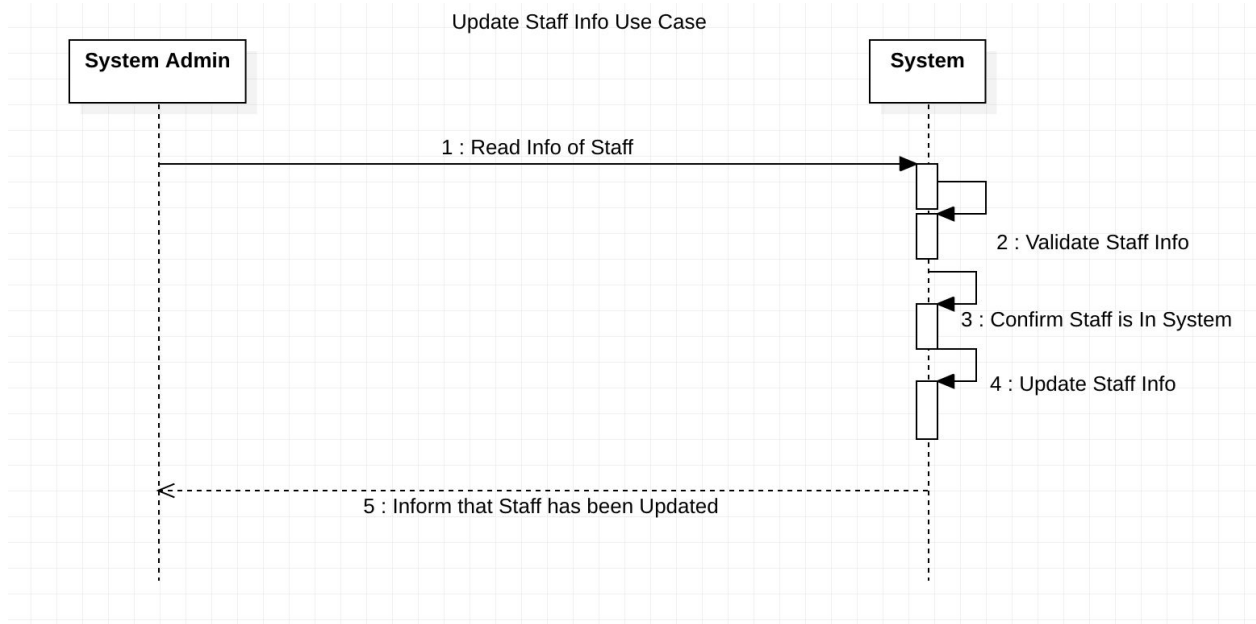 Update Staff Info Use Case
System Admin
System
1 : Read Info of Staff
2 : Validate Staff Info
3 : Confirm Staff is In System
4 : Update Staff Info
5 : Inform that Staff has been Updated